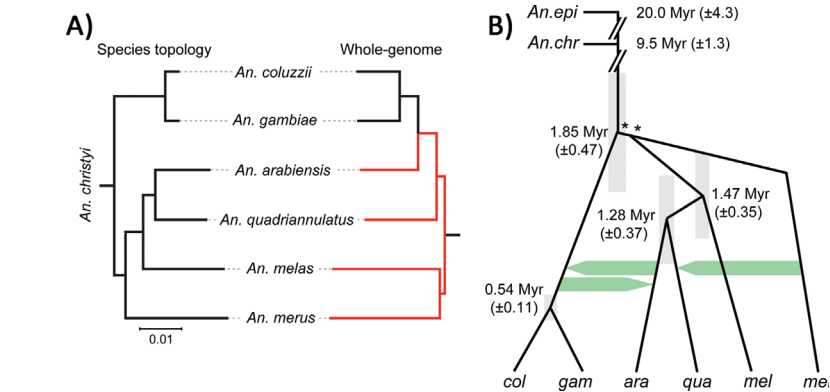 A)
Species topology
Whole-genome
An. christyi
An. coluzzii
An. gambiae
An. arabiensis
An. quadriannulatus
An. melas
An. merus
0.01
B)
An.epi
20.0 Myr (±4.3)
An.chr
9.5 Myr (±1.3)
* *
1.85 Myr
(±0.47)
1.47 Myr
(±0.35)
1.28 Myr
(±0.37)
0.54 Myr
(±0.11)
col gam ara qua mel